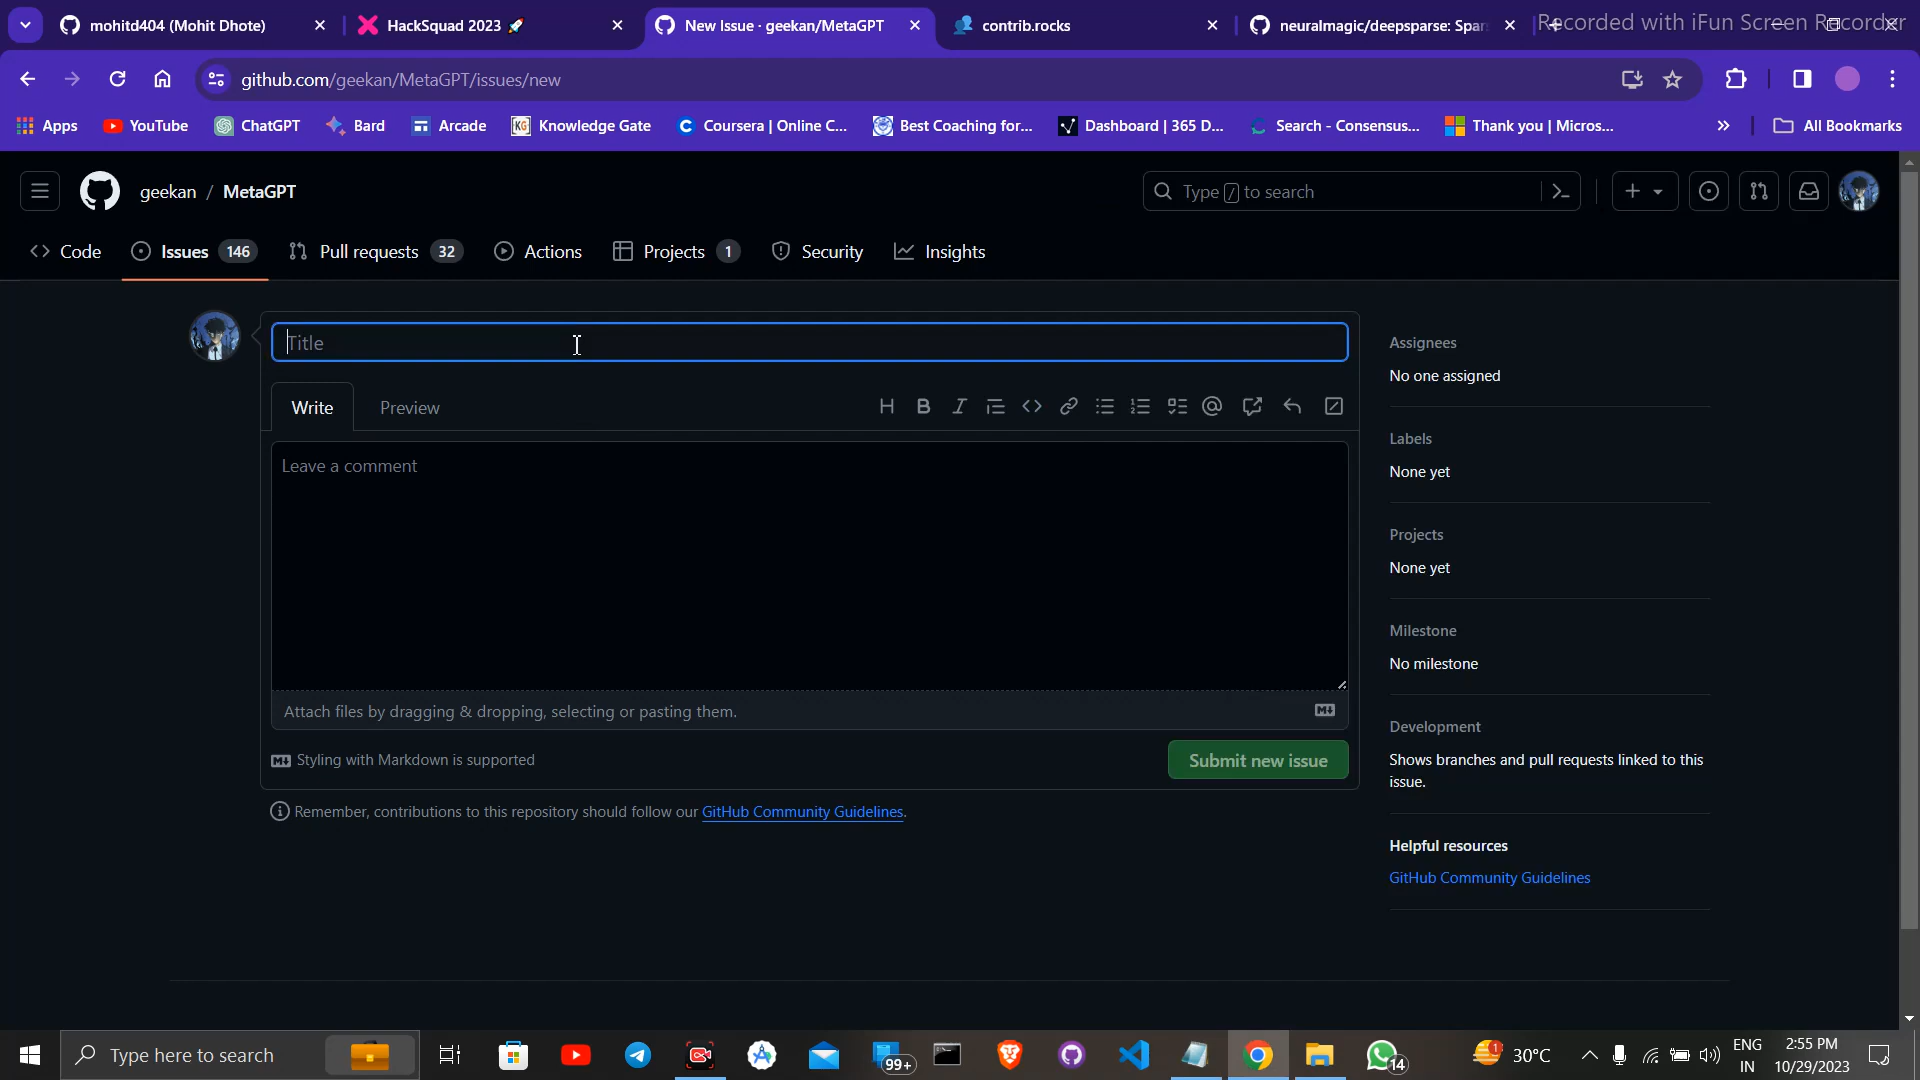 mohitd404 (Mohit Dhote)
HackSquad 2023 🚀
New Issue · geekan/MetaGPT
contrib.rocks
neuralmagic/deepsparse: Spars
Recorded with iFun Screen Recorder
github.com/geekan/MetaGPT/issues/new
Apps
YouTube
ChatGPT
Bard
Arcade
KG Knowledge Gate
Coursera | Online C...
Best Coaching for...
Dashboard | 365 D...
Search - Consensus...
Thank you | Micros...
All Bookmarks
geekan / MetaGPT
Type / to search
Code
Issues 146
Pull requests 32
Actions
Projects 1
Security
Insights
Title
Write
Preview
Leave a comment
Attach files by dragging & dropping, selecting or pasting them.
Styling with Markdown is supported
Submit new issue
Remember, contributions to this repository should follow our GitHub Community Guidelines.
Assignees
No one assigned
Labels
None yet
Projects
None yet
Milestone
No milestone
Development
Shows branches and pull requests linked to this
issue.
Helpful resources
GitHub Community Guidelines
Type here to search
99+
14
1
30°C
ENG
IN
2:55 PM
10/29/2023